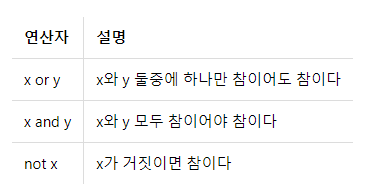 연산자 설명
x or y x와 y 둘중에 하나만 참이어도 참이다
x and y x와 y 모두 참이어야 참이다
not x x가 거짓이면 참이다